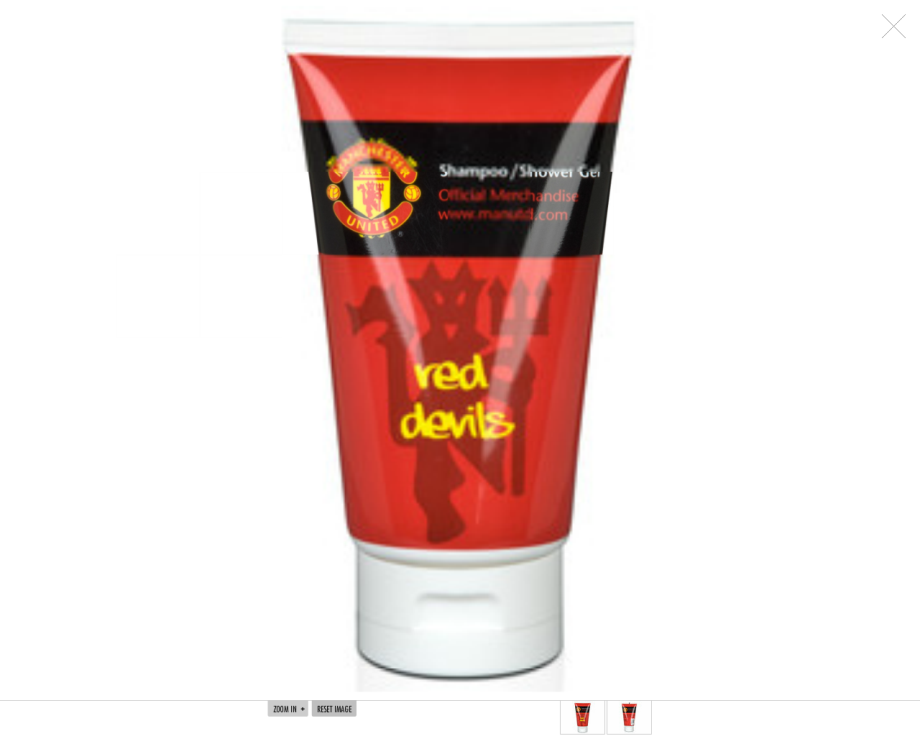 MANCHESTER
UNITED
Shampoo/Shower Gel
Official Merchandise
www.manutd.com
red
devils
ZOOM IN +
RESET IMAGE